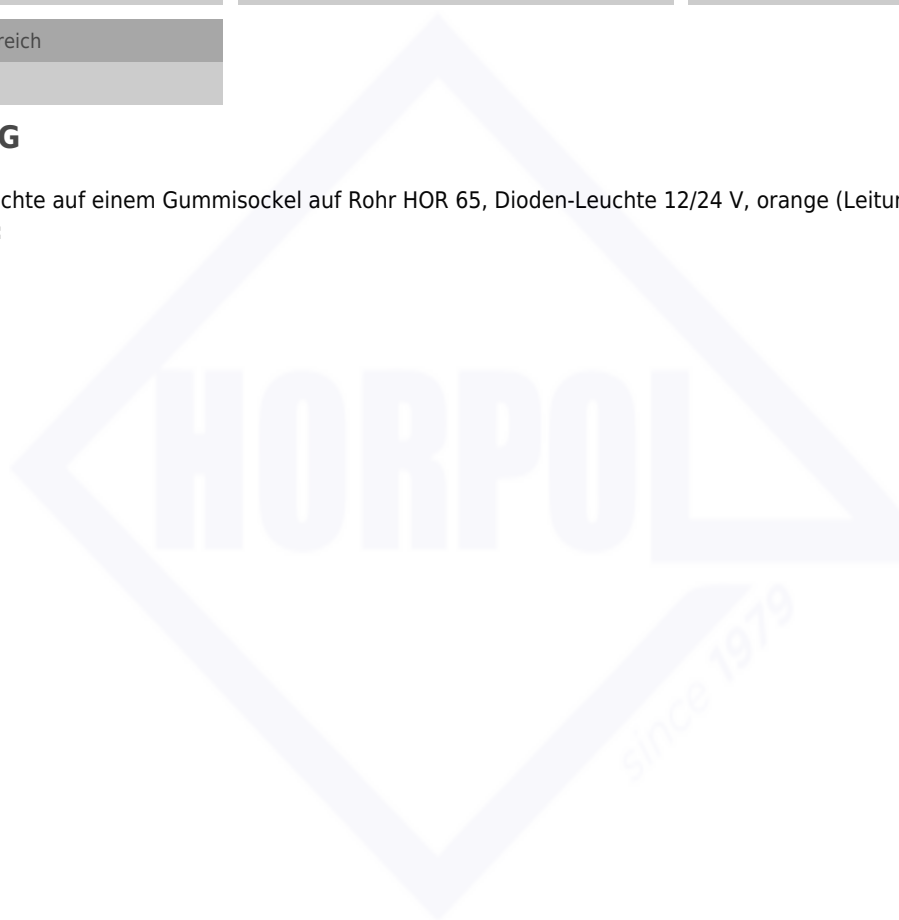 reich
G
chte auf einem Gummisockel auf Rohr HOR 65, Dioden-Leuchte 12/24 V, orange (Leitur
HORPOL
since 1979